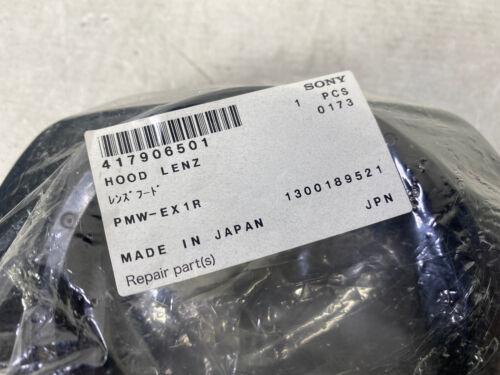 SONY
1 PCS
0173
417906501
HOOD LENZ
レンズフード
PMW-EX1R
1300189521
MADE IN JAPAN
JPN
Repair part(s)